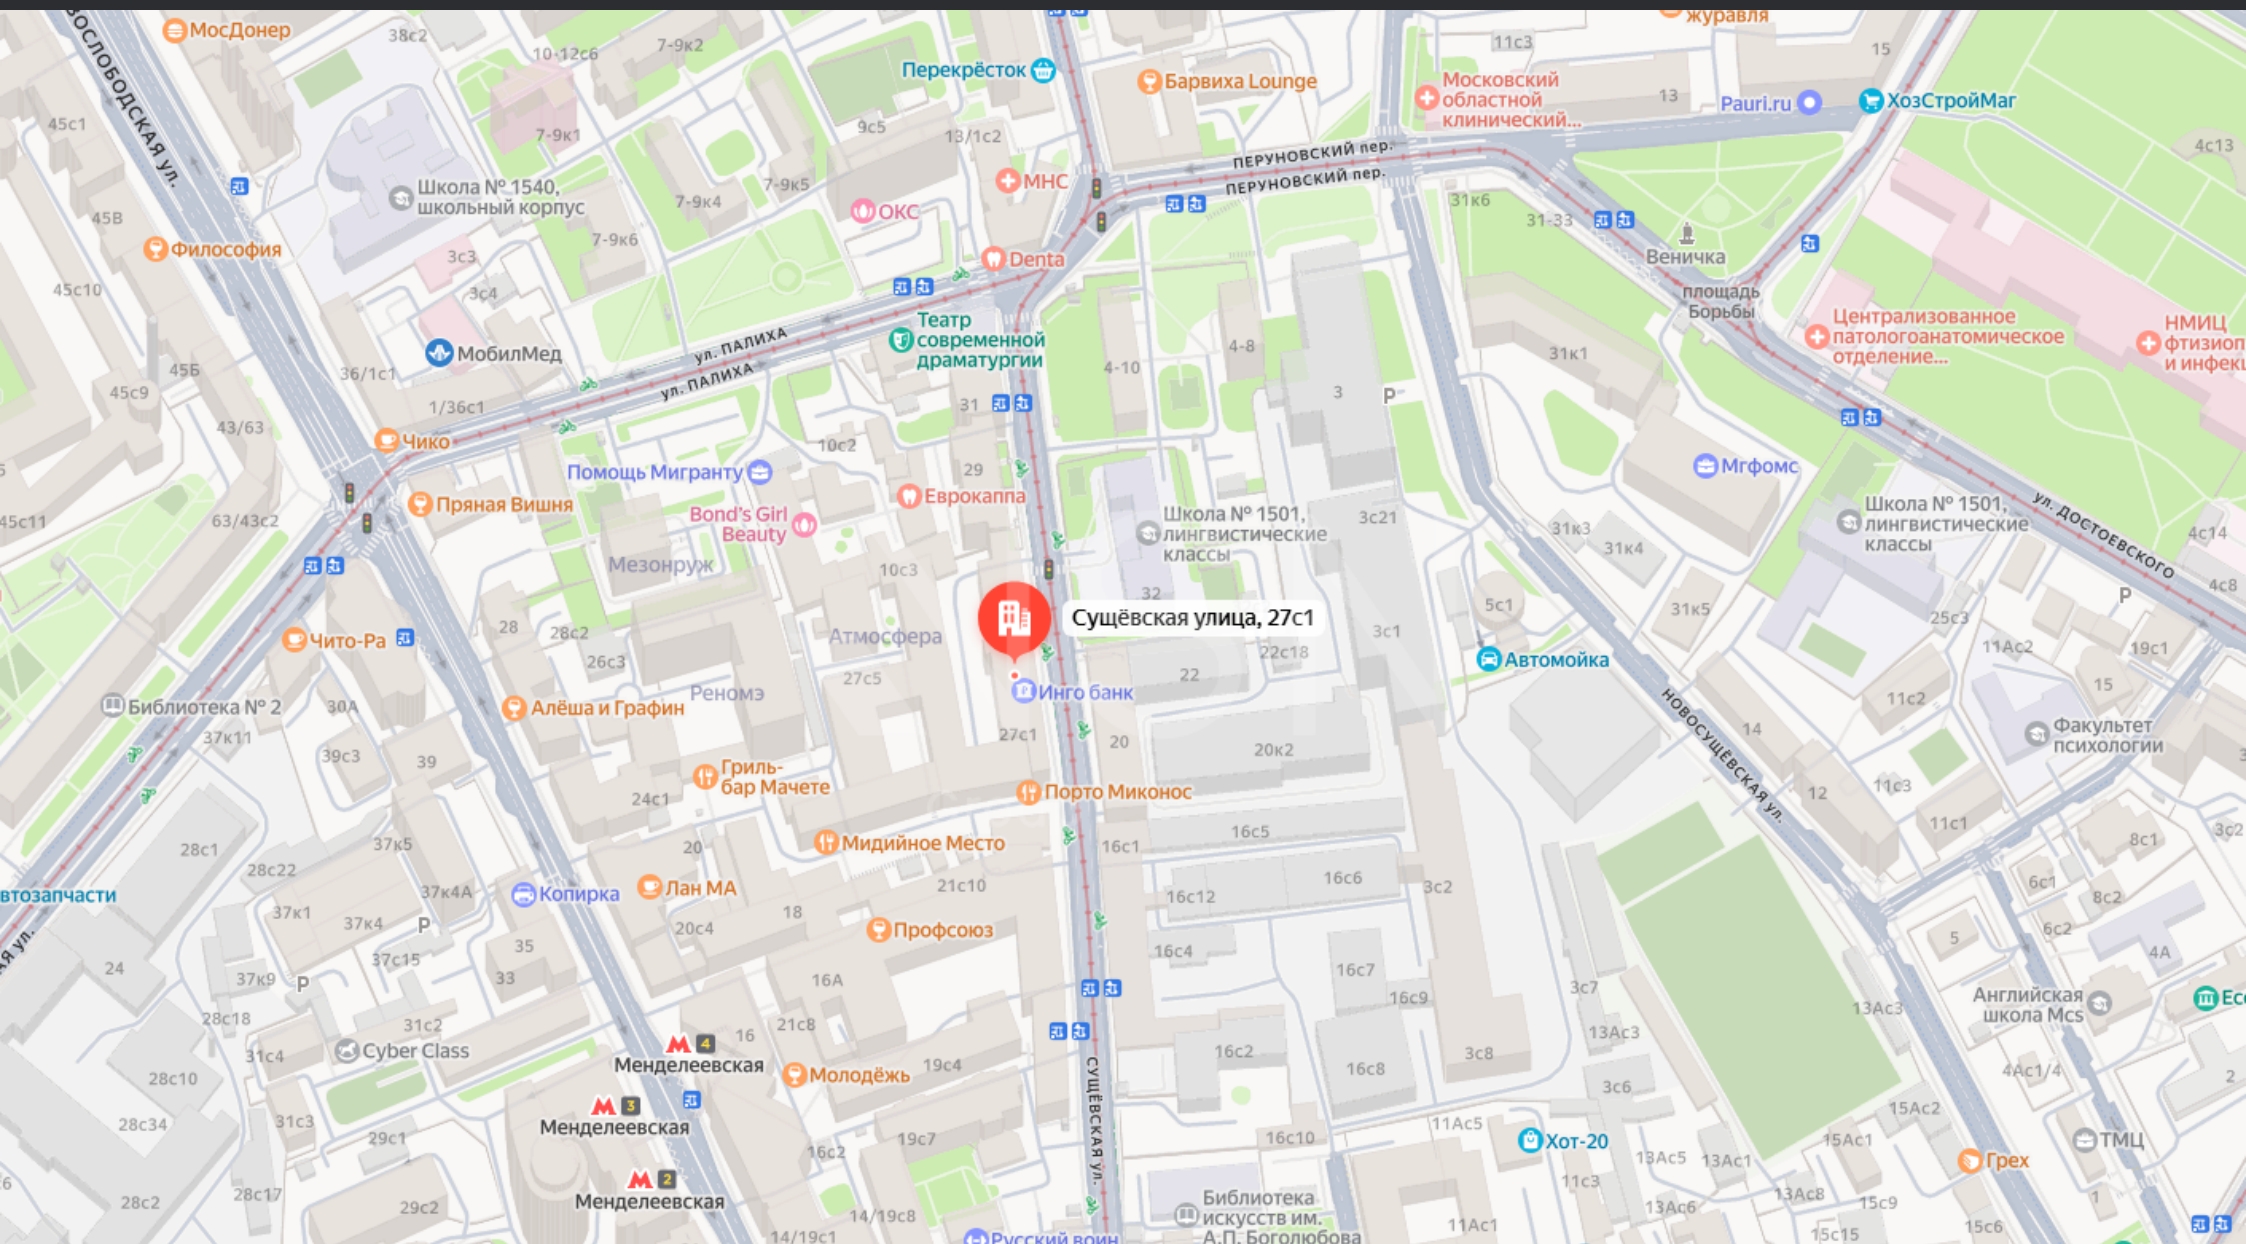 МосДонер
38с2
10-12с6
7-9к2
Перекрёсток
Барвиха Lounge
11с3
журавля
15
Московский
областной
клинический...
13
Pauri.ru
ХозСтройМаг
4с13
45с1
7-9к1
9с5
13/1с2
ПЕРУНОВСКИЙ пер.
ПЕРУНОВСКИЙ пер.
Школа № 1540,
школьный корпус
7-9к5
7-9к4
МНС
ОКС
31к6
31-33
45В
Философия
7-9к6
3с3
Denta
Веничка
площадь
Борьбы
45с10
3с4
Театр
современной
драматургии
ул. ПАЛИХА
ул. ПАЛИХА
Централизованное
патологоанатомическое
отделение...
НМИЦ
МобилМед
36/1с1
45Б
45с9
4-10
4-8
31к1
3
P
1/36с1
31
43/63
Чико
10с2
Помощь Мигранту
29
Мгфомс
Еврокаппа
Пряная Вишня
Bond's Girl
Beauty
Школа № 1501,
лингвистические
классы
3с21
Школа № 1501,
лингвистические
классы
ул. ДОСТОЕВСКОГО
45с11
63/43с2
31к3
31к4
4с14
Мезонруж
10с3
32
4с8
P
5с1
31к5
25с3
Сущёвская улица, 27с1
28
28с2
Атмосфера
3с1
Чито-Ра
26с3
22с18
Автомойка
11Ас2
19с1
27с5
22
Реномэ
Инго банк
15
11с2
Библиотека № 2
30А
Алёша и Графин
НОВОСУЩЁВСКАЯ ул.
37к11
27с1
20
20к2
14
Факультет
психологии
39с3
39
Гриль-
бар Мачете
24с1
Порто Миконос
12
11с3
28с1
37к5
20
Мидийное Место
16с1
16с5
11с1
8с1
3с2
28с22
37к4А
Копирка
Лан МА
21с10
16с12
16с6
3с2
6с1
8с2
37к1
37к4
P
18
20с4
Профсоюз
6с2
5
24
35
37с15
16с4
4А
37к9
P
33
16А
16с7
3с7
16с9
Английская
школа Mcs
28с18
31с2
16
21с8
13Ас3
13Ас3
31с4
Cyber Class
4
Менделеевская
19с4
16с2
3с8
28с10
Молодёжь
16с8
3с6
4Ас1/4
2
3
Менделеевская
СУЩЁВСКАЯ ул.
28с34
31с3
29с1
19с7
16с10
11Ас5
Хот-20
15Ас2
15Ас1
ТМЦ
16с2
13Ас5
13Ас1
Грех
2
Менделеевская
28с2
28с17
29с2
14/19с8
Библиотека
искусств им.
А.П. Боголюбова
11с3
13Ас6
13Ас8
15с9
1
14/19с1
Русский воин
11Ас1
15с15
15с6